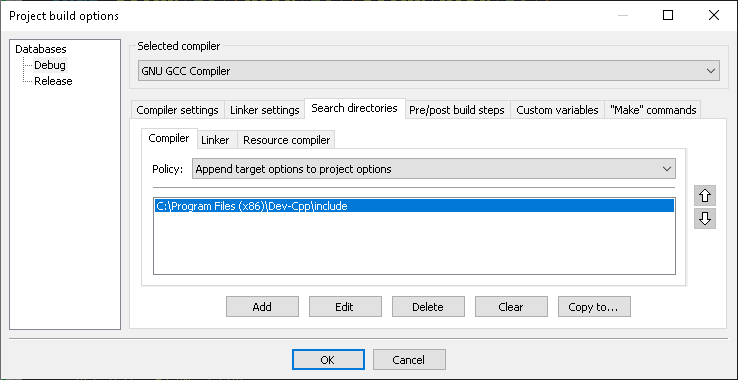 Project build options
Databases
Debug
Release
Selected compiler
GNU GCC Compiler
Compiler settings Linker settings Search directories Pre/post build steps Custom variables "Make" commands
Compiler Linker Resource compiler
Policy: Append target options to project options
C:\Program Files (x86)\Dev-Cpp\include
Add Edit Delete Clear Copy to...
OK Cancel